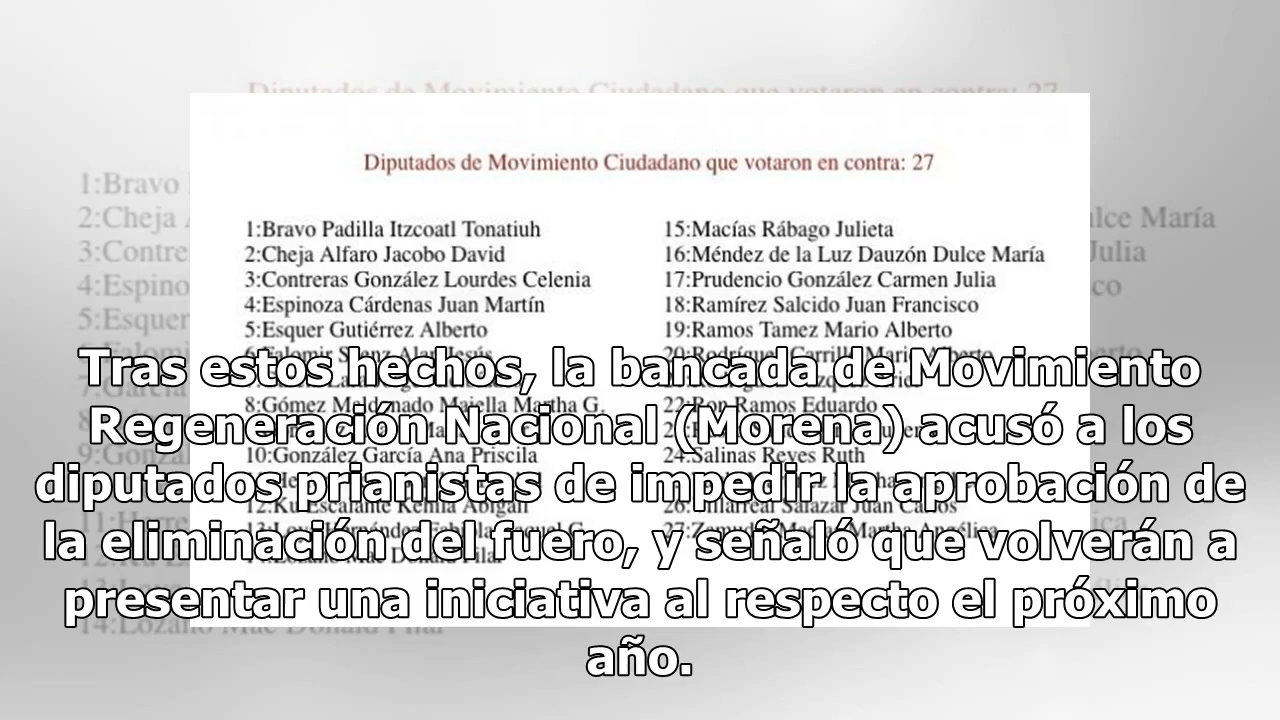 Diputados de Movimiento Ciudadano que votaron en contra: 27
1:Bravo Padilla Itzcoatl Tonatiuh
2:Cheja Alfaro Jacobo David
3:Contreras González Lourdes Celenia
4:Espinoza Cárdenas Juan Martín
5:Esquer Gutiérrez Alberto
8:Gómez Maldonado Maiella Martha G.
10:González García Ana Priscila
12:Ku Escalante Kehila Abigail
15:Macías Rábago Julieta
16:Méndez de la Luz Dauzón Dulce María
17:Prudencio González Carmen Julia
18:Ramírez Salcido Juan Francisco
19:Ramos Tamez Mario Alberto
22:Ron Ramos Eduardo
24:Salinas Reyes Ruth
26:Villarreal Salazar Juan Carlos
Tras estos hechos, la bancada de Movimiento
Regeneración Nacional (Morena) acusó a los
diputados prianistas de impedir la aprobación de
la eliminación del fuero, y señaló que volverán a
presentar una iniciativa al respecto el próximo
año.